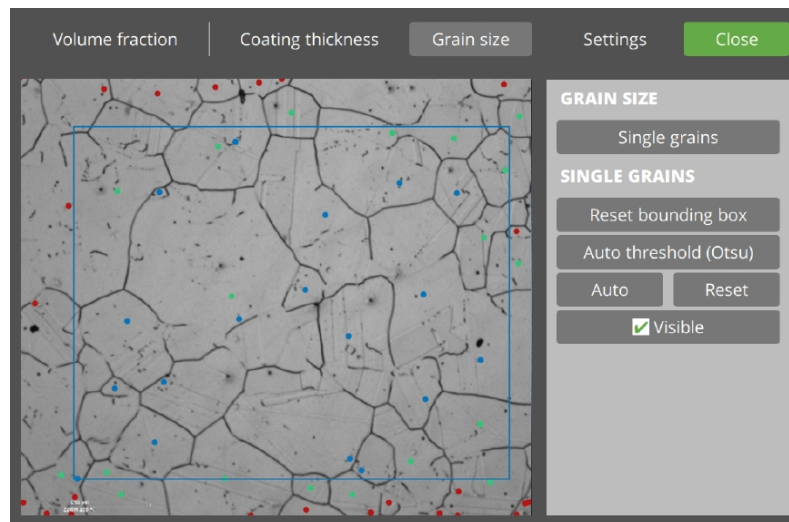 Volume fraction
Coating thickness
Grain size
Settings
Close
GRAIN SIZE
Single grains
SINGLE GRAINS
Reset bounding box
Auto threshold (Otsu)
Auto
Reset
Visible